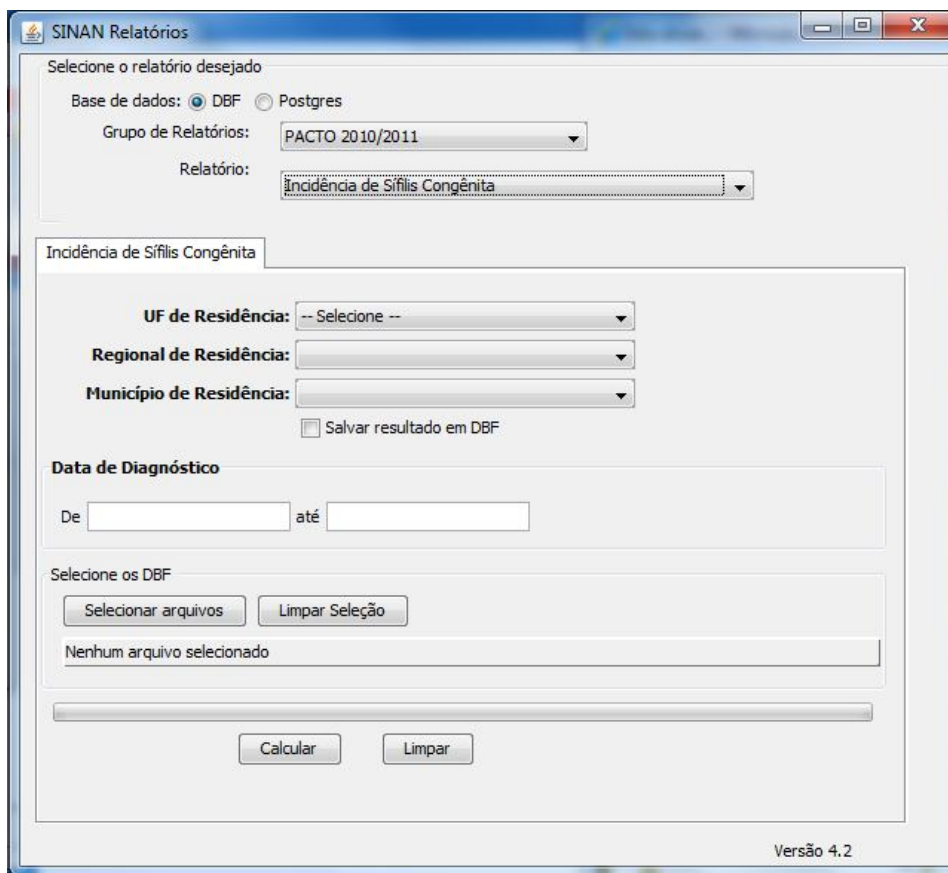 SINAN Relatórios
Selecione o relatório desejado
Base de dados: DBF Postgres
Grupo de Relatórios: PACTO 2010/2011
Relatório: Incidência de Sífilis Congênita
Incidência de Sífilis Congênita
UF de Residência: -- Selecione --
Regional de Residência:
Município de Residência:
Salvar resultado em DBF
Data de Diagnóstico
De até
Selecione os DBF
Selecionar arquivos Limpar Seleção
Nenhum arquivo selecionado
Calcular Limpar
Versão 4.2